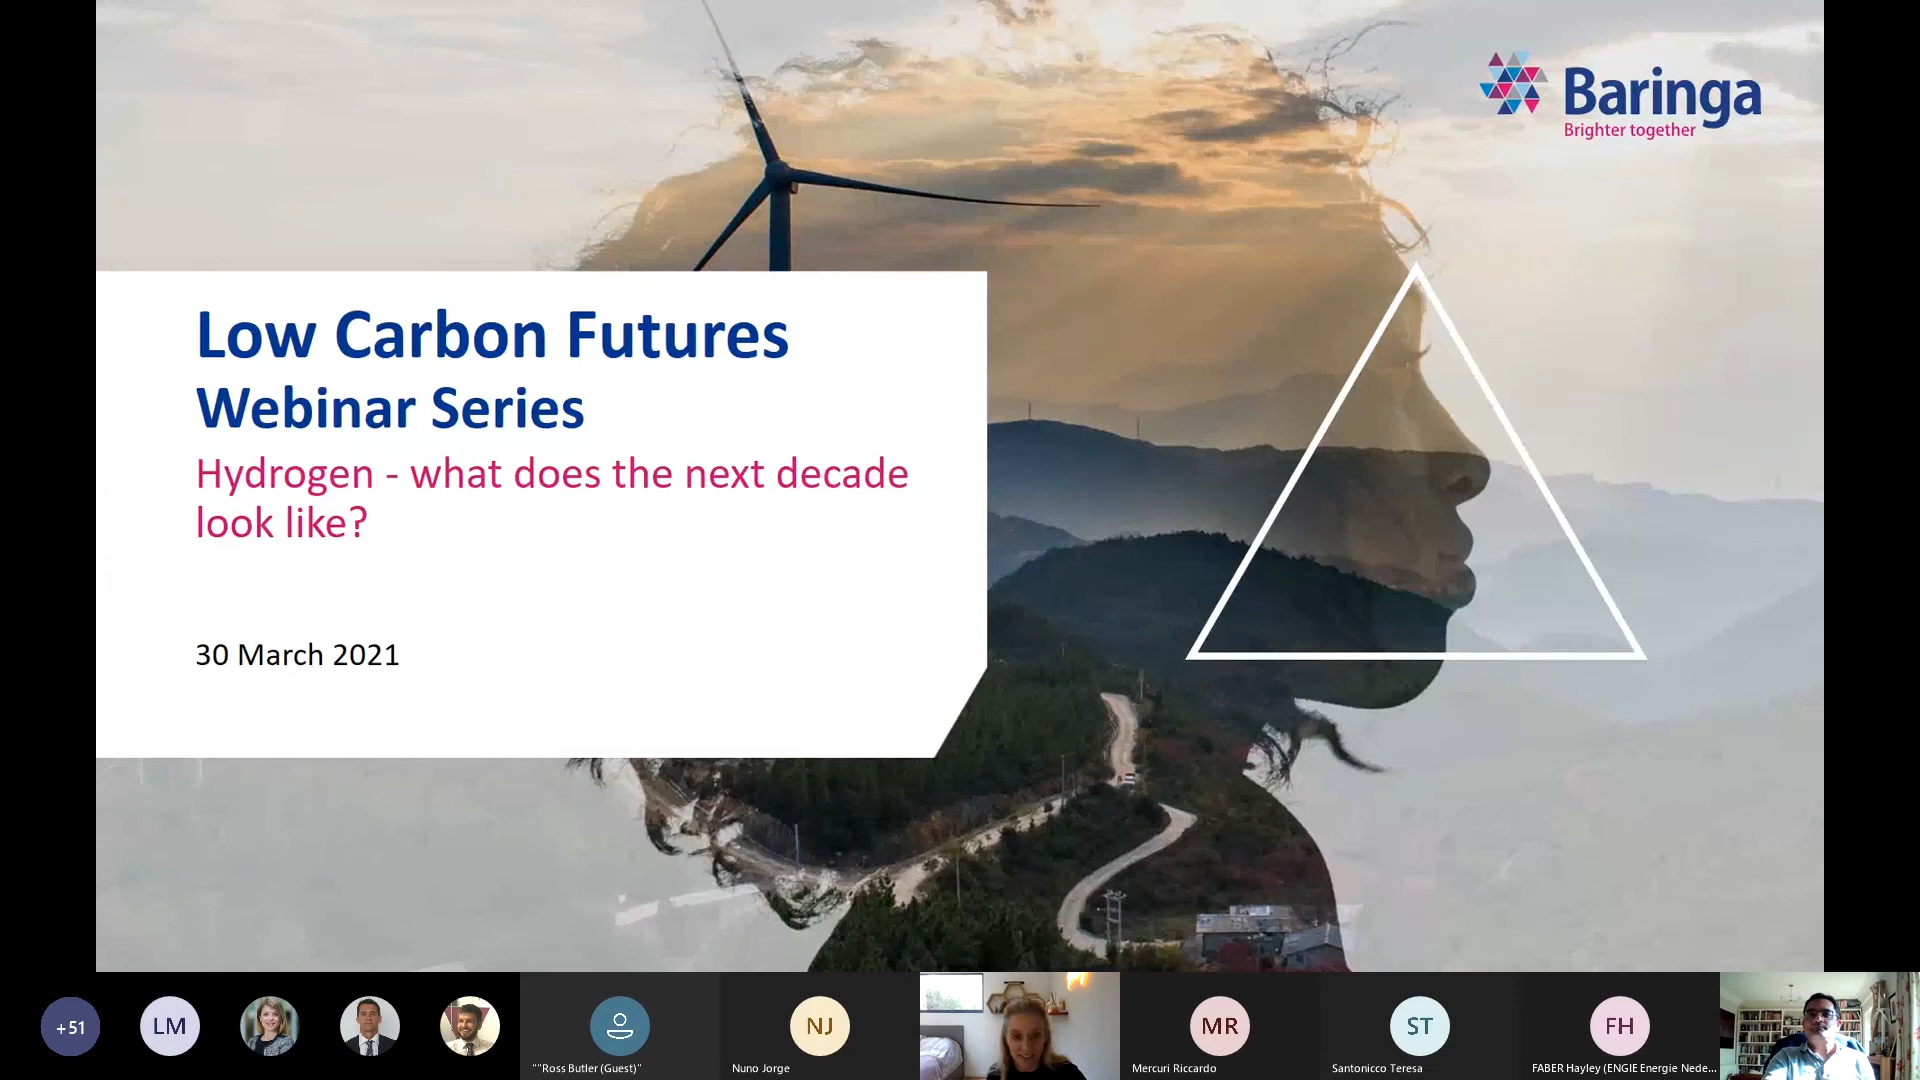 Baringa
Brighter together
Low Carbon Futures
Webinar Series
Hydrogen - what does the next decade
look like?
30 March 2021
+51
LM
NJ
MR
ST
FH
""Ross Butler (Guest)"
Nuno Jorge
Mercuri Riccardo
Santonicco Teresa
FABER Hayley (ENGIE Energie Nede...